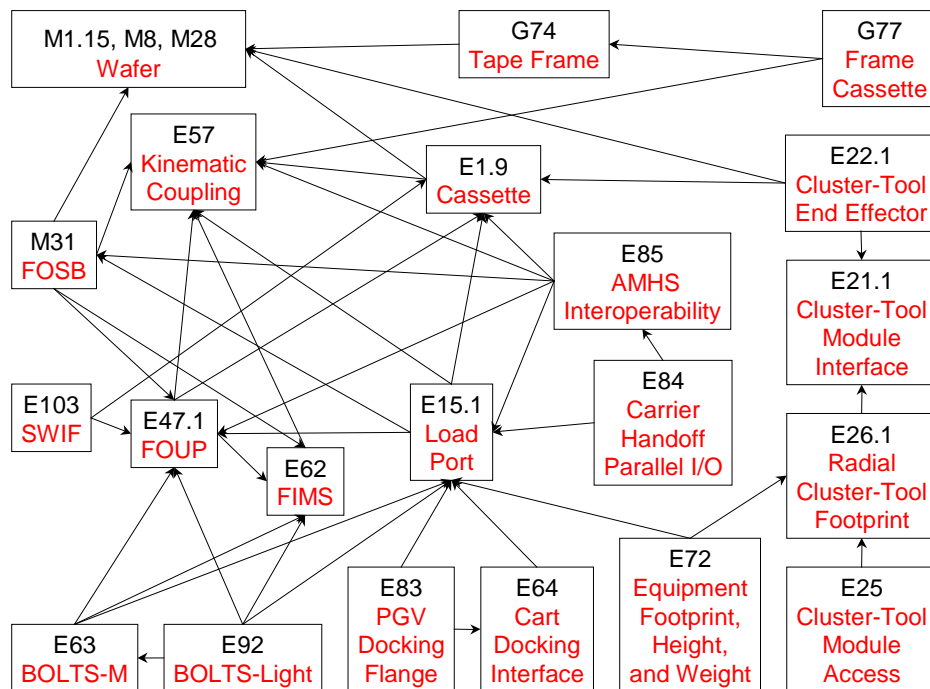 M1.15, M8, M28
Wafer
G74
Tape Frame
G77
Frame
Cassette
E57
Kinematic
Coupling
E1.9
Cassette
E22.1
Cluster-Tool
End Effector
M31
FOSB
E85
AMHS
Interoperability
E21.1
Cluster-Tool
Module
Interface
E103
SWIF
E47.1
FOUP
E62
FIMS
E15.1
Load
Port
E84
Carrier
Handoff
Parallel I/O
E26.1
Radial
Cluster-Tool
Footprint
E63
BOLTS-M
E92
BOLTS-Light
E83
PGV
Docking
Flange
E64
Cart
Docking
Interface
E72
Equipment
Footprint,
Height,
and Weight
E25
Cluster-Tool
Module
Access